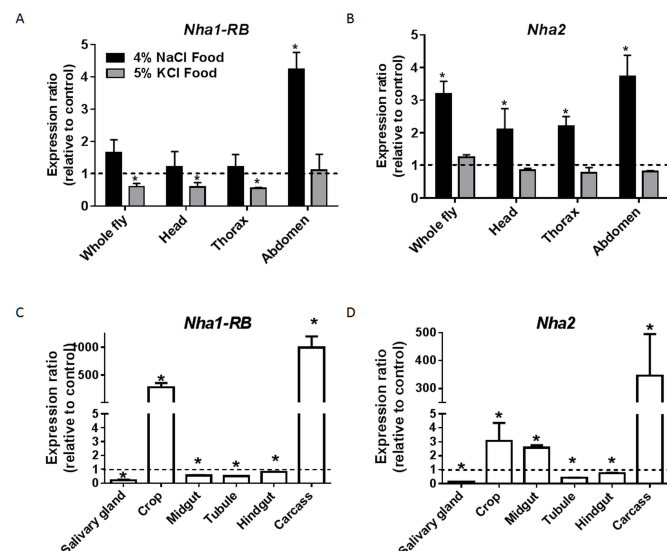 A
Nha1-RB
4% NaCl Food
5% KCl Food
Expression ratio
(relative to control)
5
4
3
2
1
0
*
*
*
*
Whole fly
Head
Thorax
Abdomen
B
Nha2
Expression ratio
(relative to control)
5
4
3
2
1
0
*
*
*
*
Whole fly
Head
Thorax
Abdomen
C
Nha1-RB
Expression ratio
(relative to control)
1000
500
5
4
3
2
1
0
*
*
*
*
*
*
Salivary gland
Crop
Midgut
Tubule
Hindgut
Carcass
D
Nha2
Expression ratio
(relative to control)
500
400
300
5
4
3
2
1
0
*
*
*
*
*
*
Salivary gland
Crop
Midgut
Tubule
Hindgut
Carcass